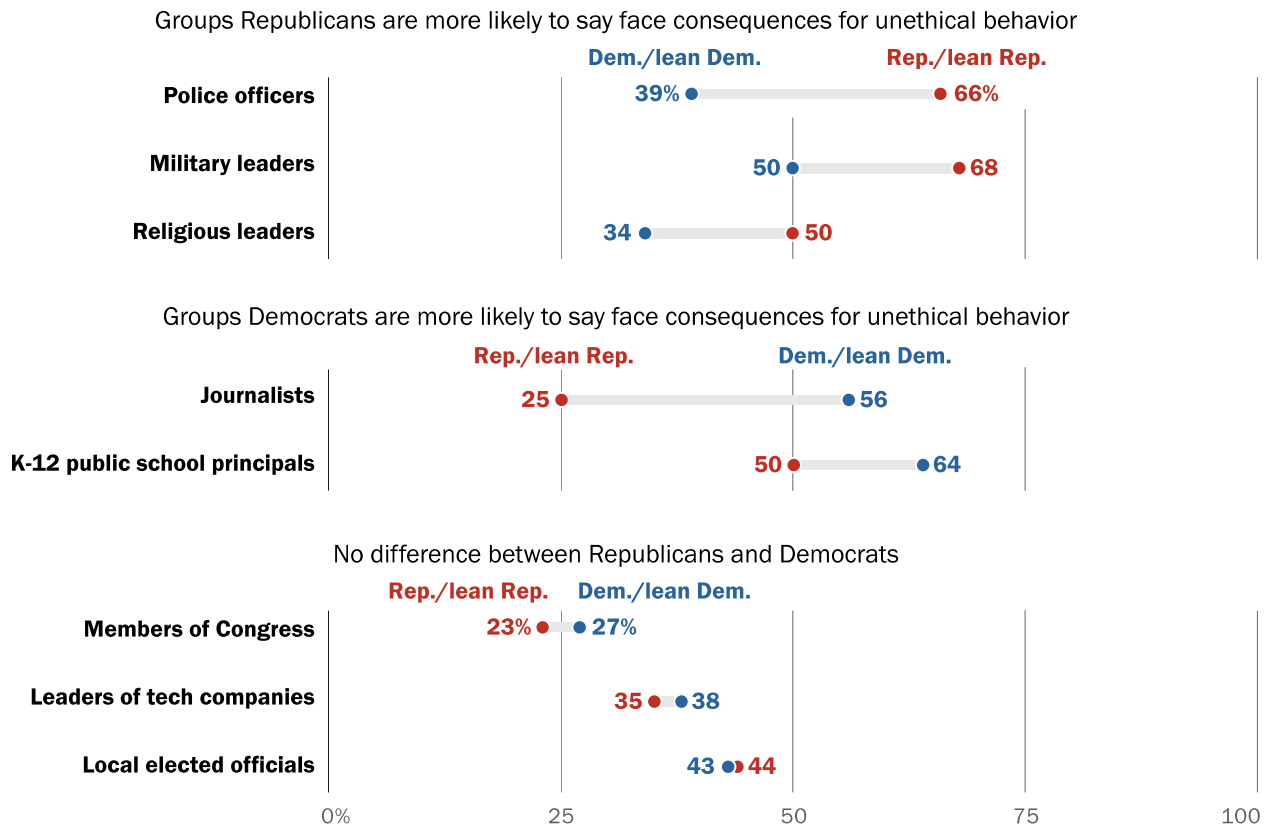 Groups Republicans are more likely to say face consequences for unethical behavior
Dem./lean Dem. Rep./lean Rep.
Police officers 39% 66%
Military leaders 50 68
Religious leaders 34 50
Groups Democrats are more likely to say face consequences for unethical behavior
Rep./lean Rep. Dem./lean Dem.
Journalists 25 56
K-12 public school principals 50 64
No difference between Republicans and Democrats
Rep./lean Rep. Dem./lean Dem.
Members of Congress 23% 27%
Leaders of tech companies 35 38
Local elected officials 43 44
0% 25 50 75 100